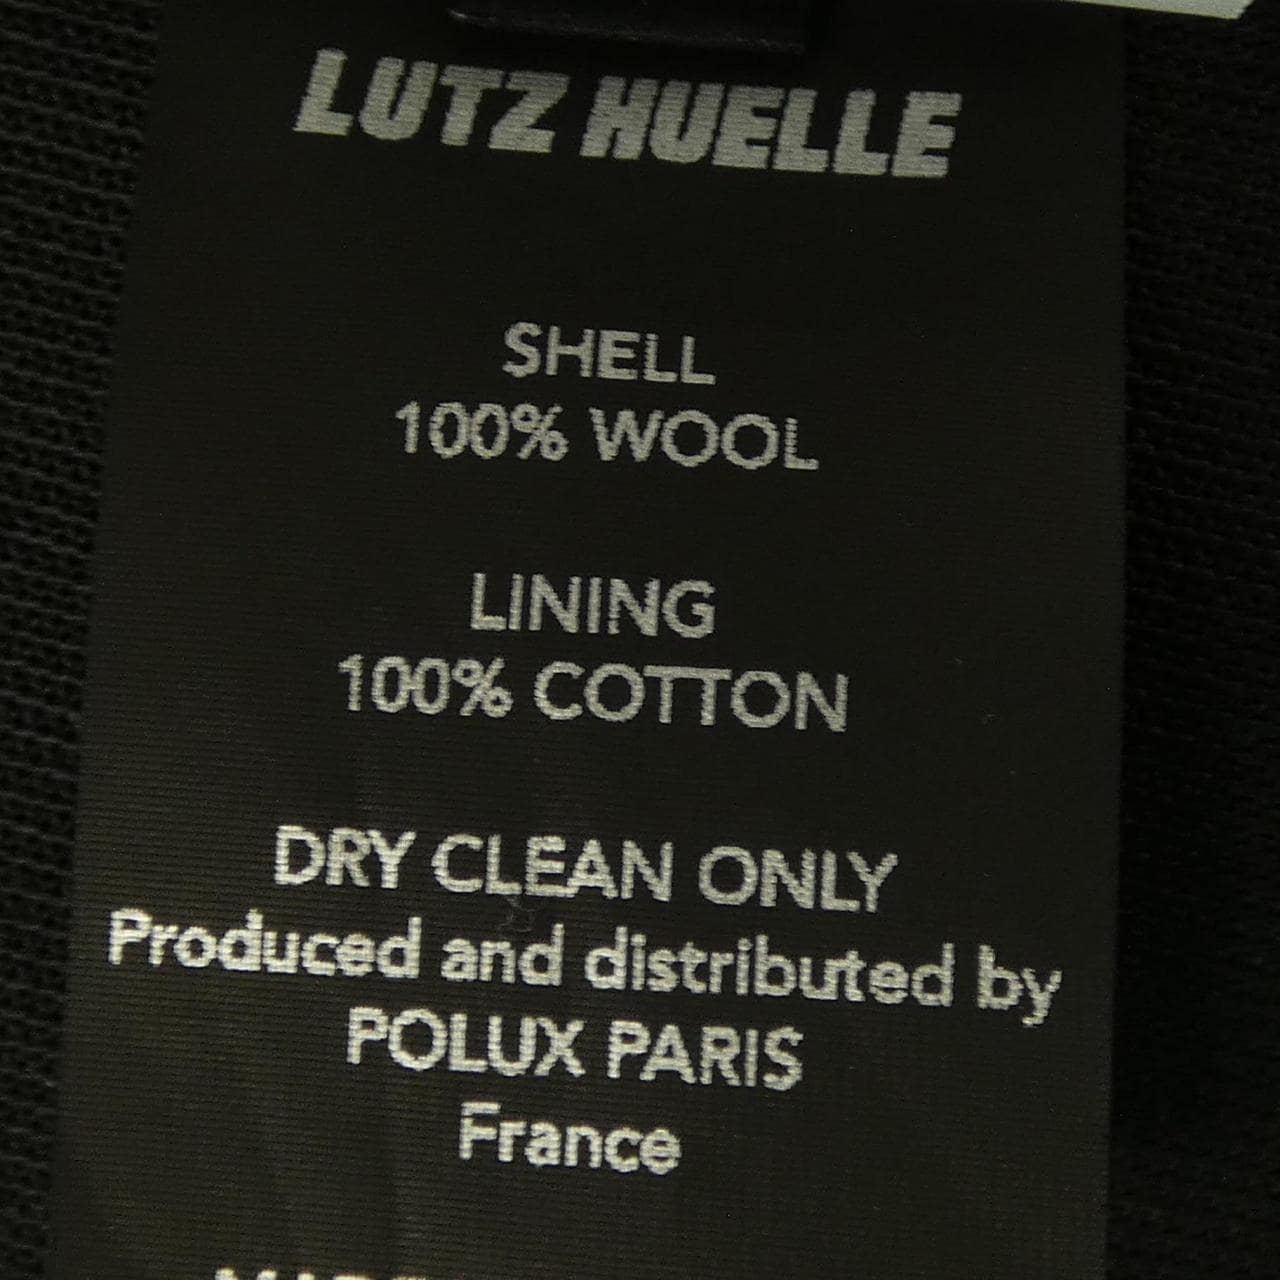 LUTZ HUELLE
SHELL
100% WOOL
LINING
100% COTTON
DRY CLEAN ONLY
Produced and distributed by
POLUX PARIS
France